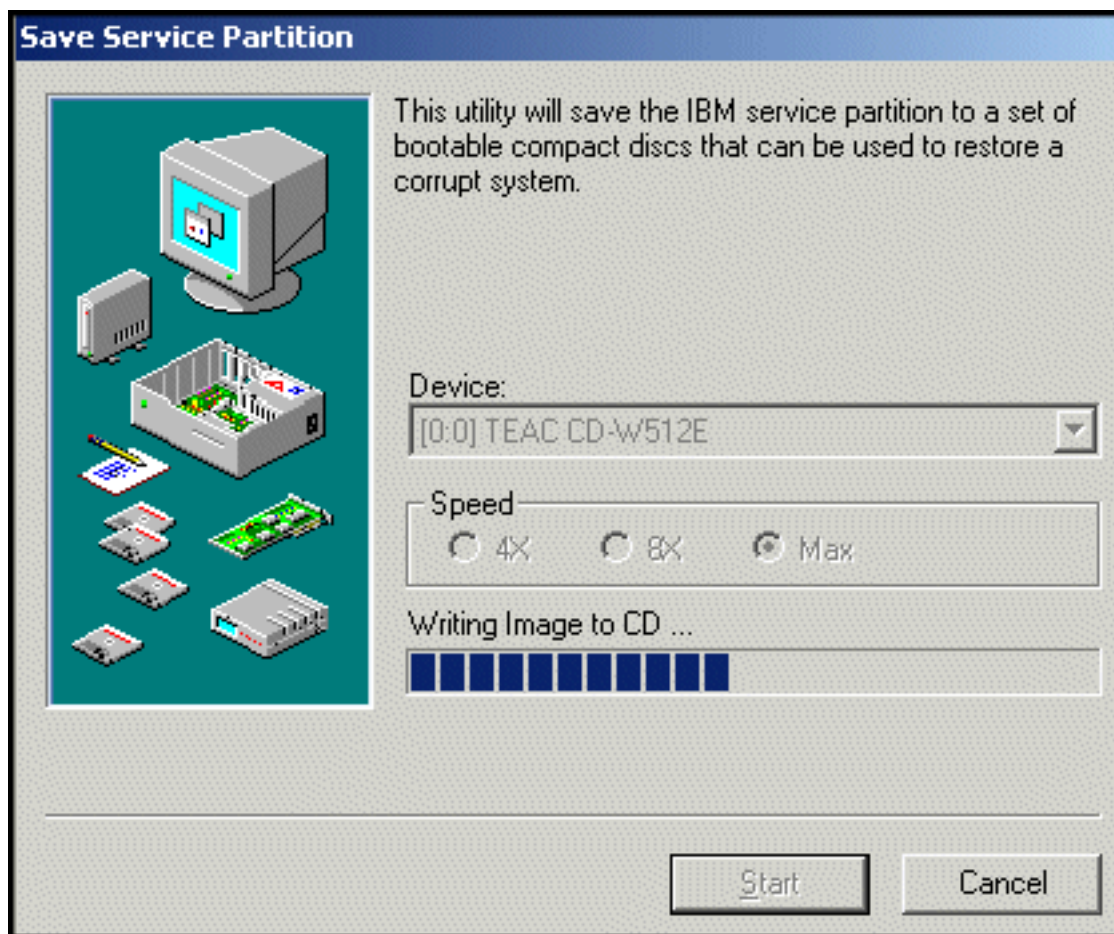 Save Service Partition
This utility will save the IBM service partition to a set of
bootable compact discs that can be used to restore a
corrupt system.
Device:
[0:0] TEAC CD-W512E
Speed
4X 8X Max
Writing Image to CD ...
Start Cancel